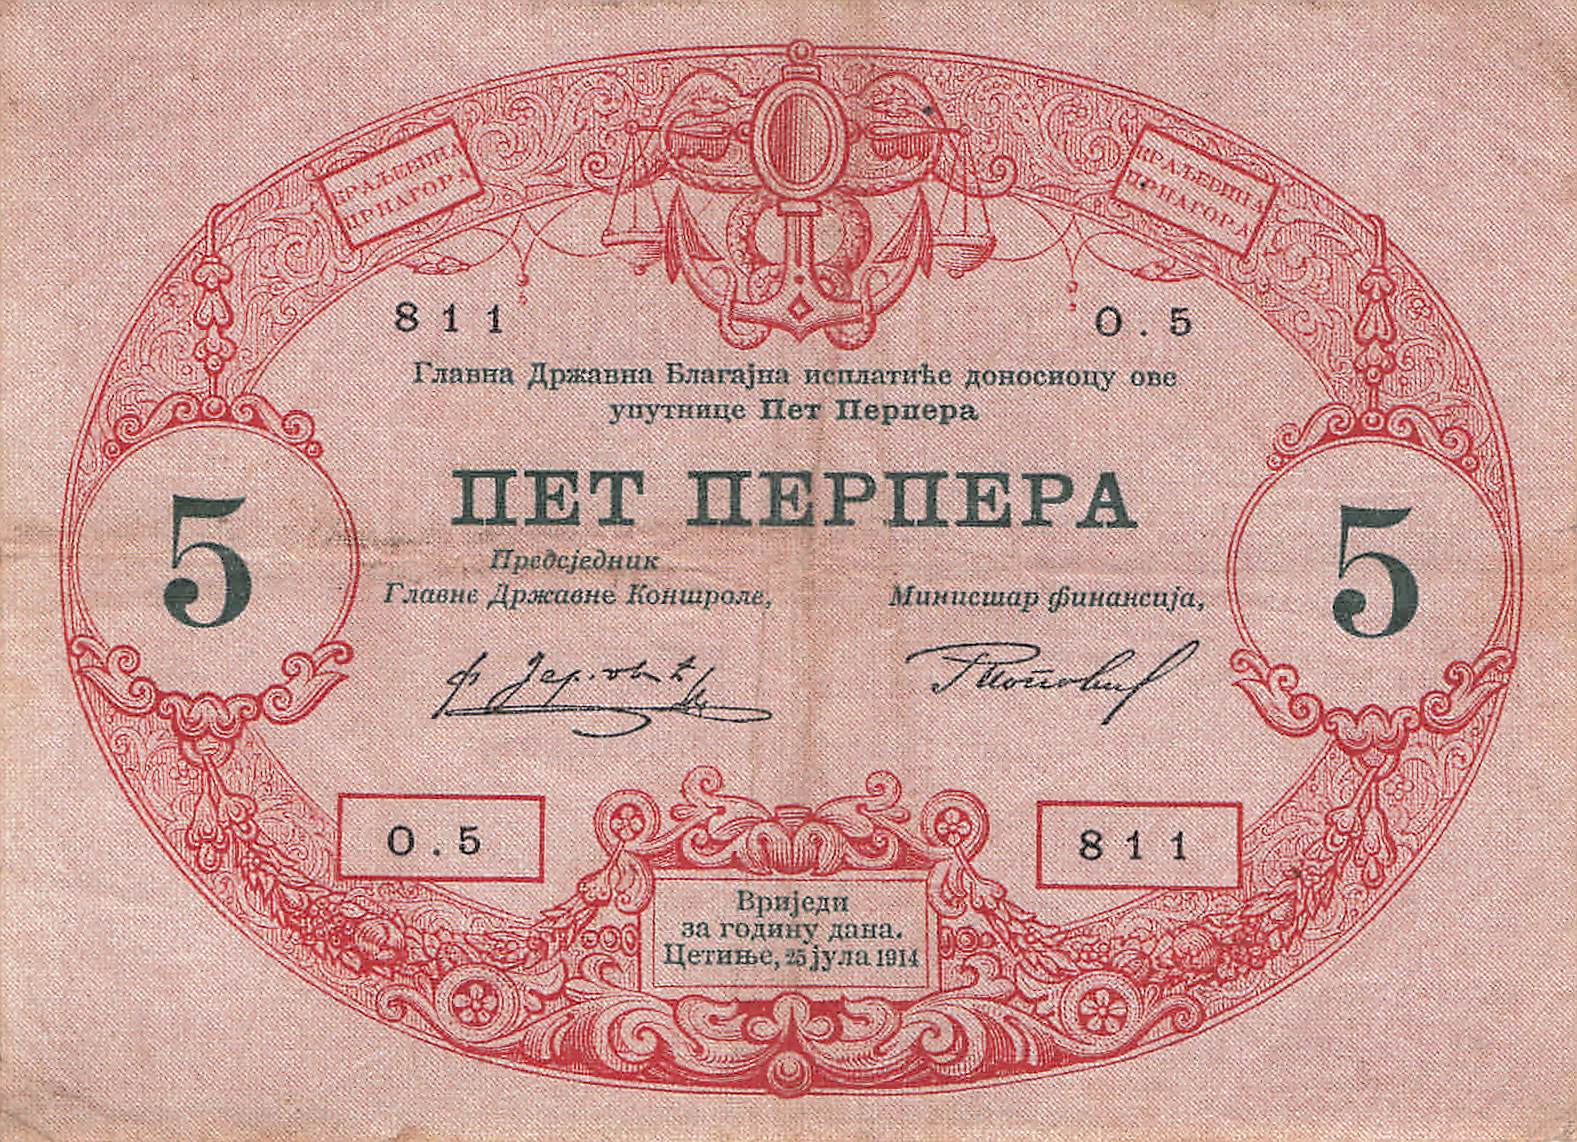 КРАЉЕВИНА
ЦРНАГОРА
КРАЉЕВИНА
ЦРНАГОРА
811
О.5
Главна Државна Благајна исплатиће доносиоцу ове
упутнице Пет Перпера
ПЕТ ПЕРПЕРА
5
5
Предсједник
Главне Државне Контроле,
Министар финансија,
О.5
811
Вриједи
за годину дана.
Цетиње, 25 јула 1914